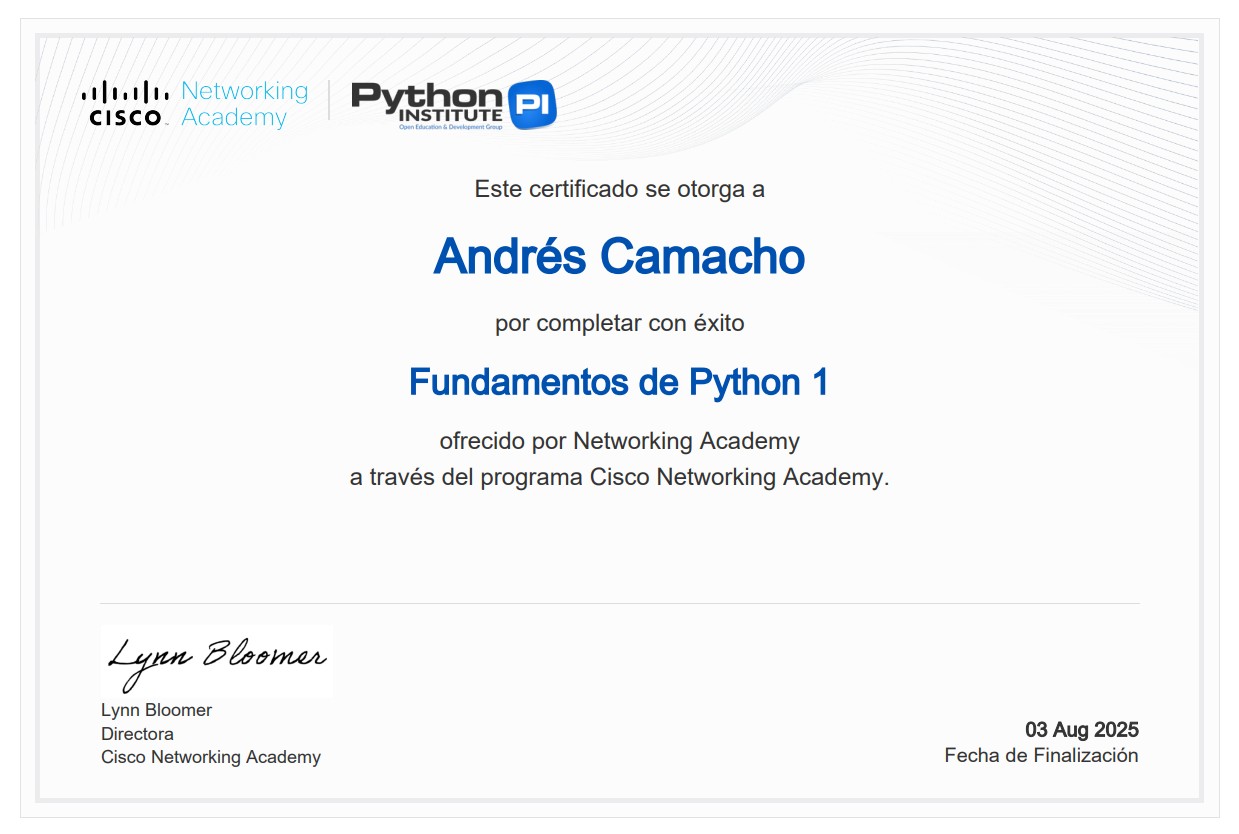 CISCO
Networking
Academy
Python
INSTITUTE
Open Education & Development Group
PI
Este certificado se otorga a
Andrés Camacho
por completar con éxito
Fundamentos de Python 1
ofrecido por Networking Academy
a través del programa Cisco Networking Academy.
Lynn Bloomer
Lynn Bloomer
Directora
Cisco Networking Academy
03 Aug 2025
Fecha de Finalización